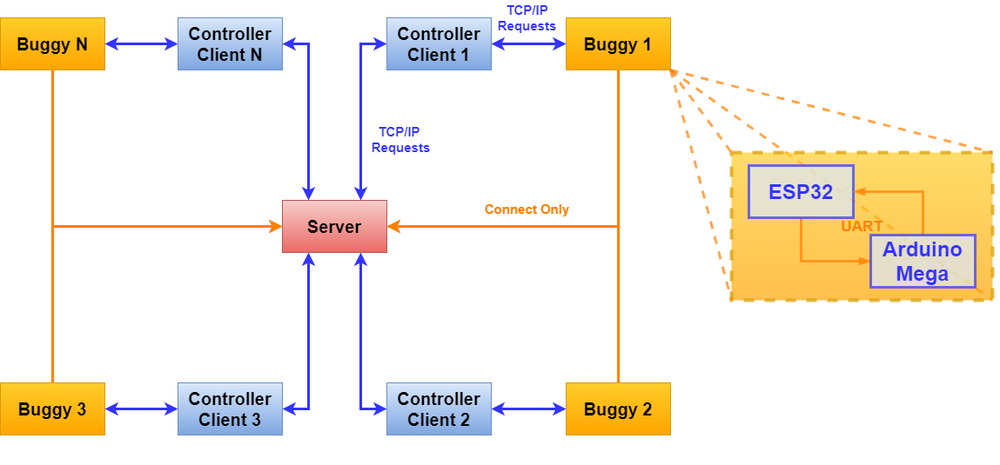 TCP/IP
Requests
Buggy N
Controller
Client N
Controller
Client 1
Buggy 1
TCP/IP
Requests
ESP32
Connect Only
Server
UART
Arduino
Mega
Buggy 3
Controller
Client 3
Controller
Client 2
Buggy 2